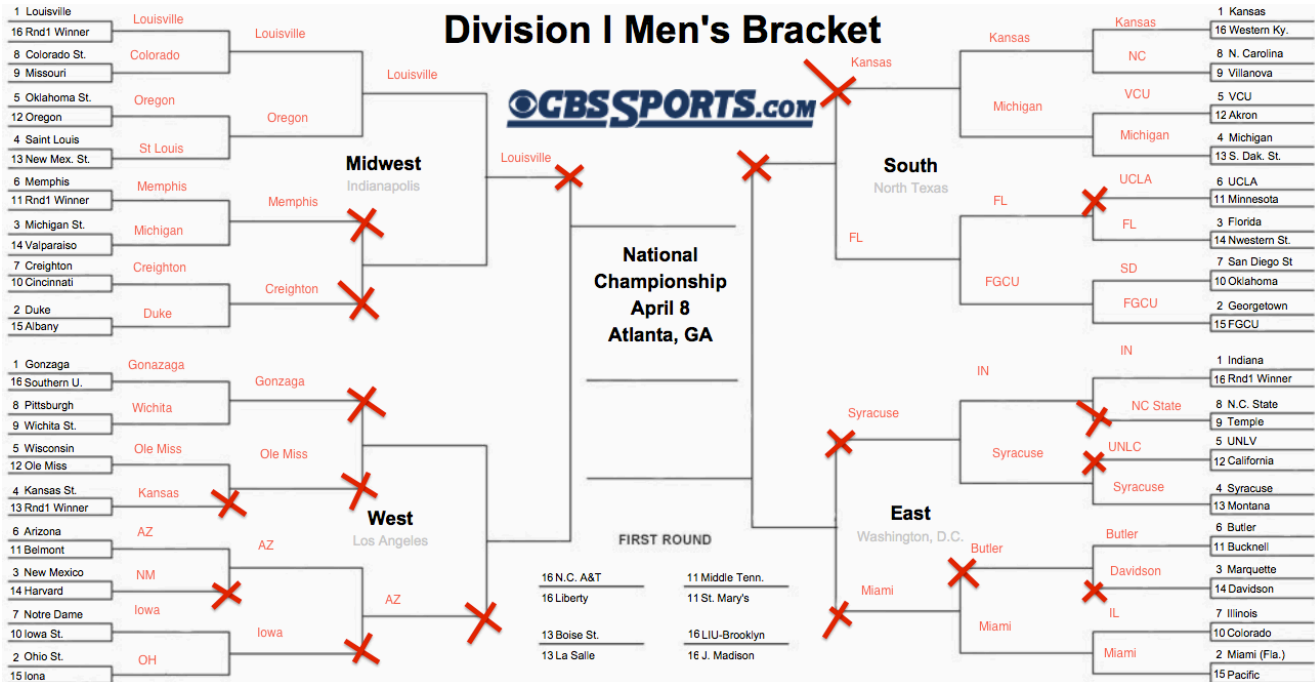 Division I Men's Bracket
CBSSPORTS.COM
1 Louisville
16 Rnd1 Winner
8 Colorado St.
9 Missouri
5 Oklahoma St.
12 Oregon
4 Saint Louis
13 New Mex. St.
6 Memphis
11 Rnd1 Winner
3 Michigan St.
14 Valparaiso
7 Creighton
10 Cincinnati
2 Duke
15 Albany
Louisville
Colorado
Oregon
St Louis
Memphis
Michigan
Creighton
Duke
Louisville
Oregon
Memphis
Creighton
Louisville
Louisville
Midwest
Indianapolis
1 Gonzaga
16 Southern U.
8 Pittsburgh
9 Wichita St.
5 Wisconsin
12 Ole Miss
4 Kansas St.
13 Rnd1 Winner
6 Arizona
11 Belmont
3 New Mexico
14 Harvard
7 Notre Dame
10 Iowa St.
2 Ohio St.
15 Iona
Gonazaga
Wichita
Ole Miss
Kansas
AZ
NM
Iowa
OH
Gonzaga
Ole Miss
AZ
Iowa
AZ
West
Los Angeles
National
Championship
April 8
Atlanta, GA
FIRST ROUND
16 N.C. A&T
16 Liberty
13 Boise St.
13 La Salle
11 Middle Tenn.
11 St. Mary's
16 LIU-Brooklyn
16 J. Madison
Kansas
FL
South
North Texas
Kansas
Michigan
FL
FGCU
Kansas
NC
VCU
Michigan
UCLA
FL
SD
FGCU
1 Kansas
16 Western Ky.
8 N. Carolina
9 Villanova
5 VCU
12 Akron
4 Michigan
13 S. Dak. St.
6 UCLA
11 Minnesota
3 Florida
14 Nwestern St.
7 San Diego St
10 Oklahoma
2 Georgetown
15 FGCU
Syracuse
Miami
East
Washington, D.C.
IN
Syracuse
Butler
Miami
IN
NC State
UNLC
Syracuse
Butler
Davidson
IL
Miami
1 Indiana
16 Rnd1 Winner
8 N.C. State
9 Temple
5 UNLV
12 California
4 Syracuse
13 Montana
6 Butler
11 Bucknell
3 Marquette
14 Davidson
7 Illinois
10 Colorado
2 Miami (Fla.)
15 Pacific